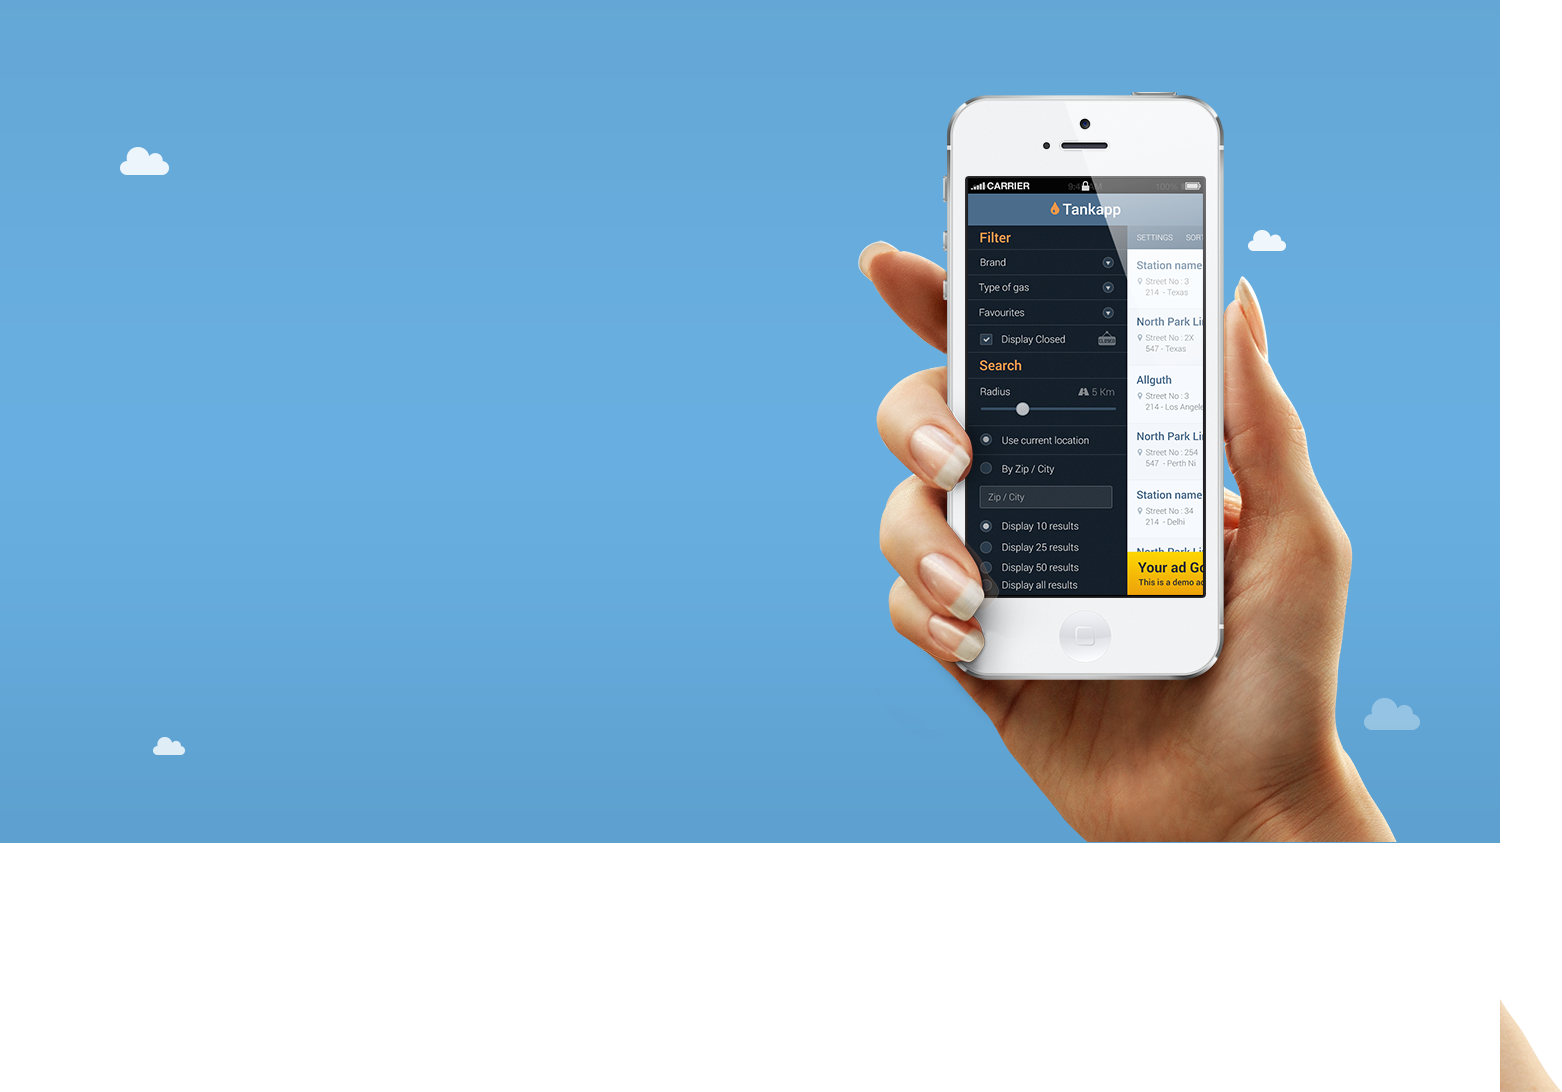 CARRIER
Tankapp
Filter
Brand
Type of gas
Favourites
Display Closed
Search
Radius 5 Km
Use current location
By Zip / City
Zip / City
Display 10 results
Display 25 results
Display 50 results
Display all results
SETTINGS SOR
Station name
Street No : 3
214 - Texas
North Park Li
Street No : 2X
547 - Texas
Allguth
Street No : 3
214 - Los Angele
North Park Li
Street No : 254
547 - Perth Ni
Station name
Street No : 34
214 - Delhi
North Park Li
Your ad Go
This is a demo ad